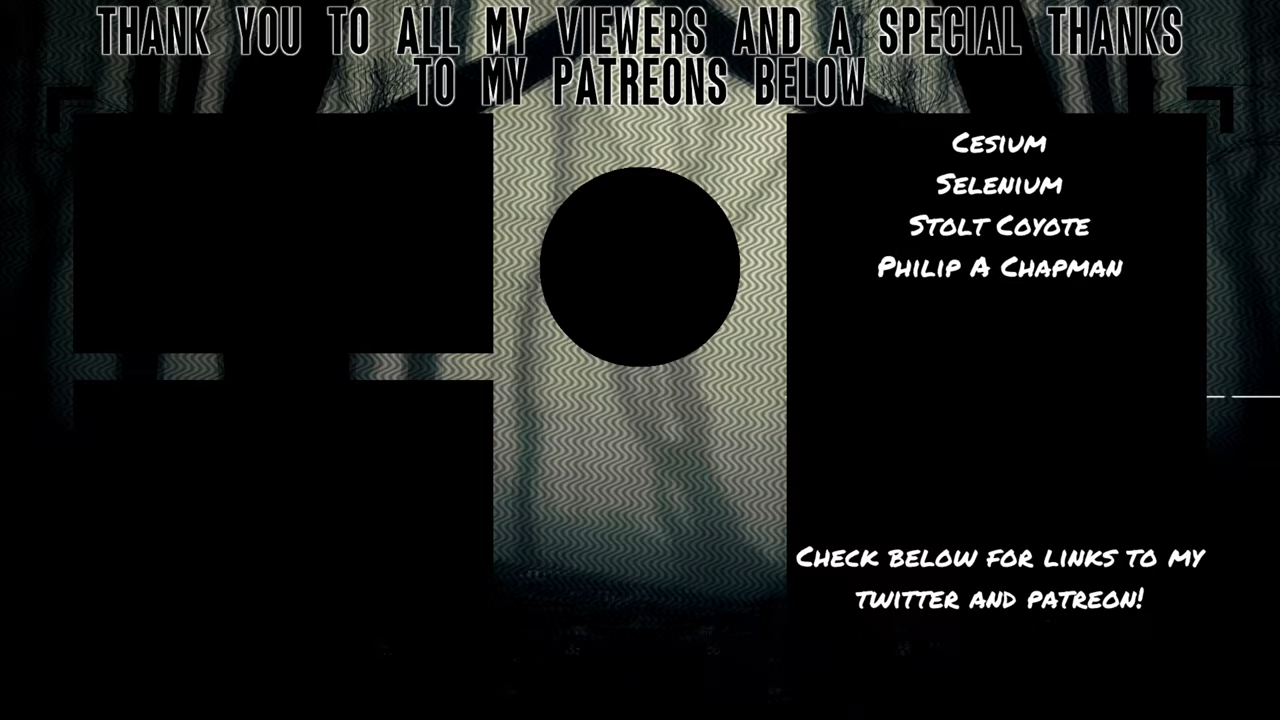 THANK YOU TO ALL MY VIEWERS AND A SPECIAL THANKS
TO MY PATREONS BELOW
CESIUM
SELENIUM
STOLT COYOTE
PHILIP A CHAPMAN
CHECK BELOW FOR LINKS TO MY
TWITTER AND PATREON!